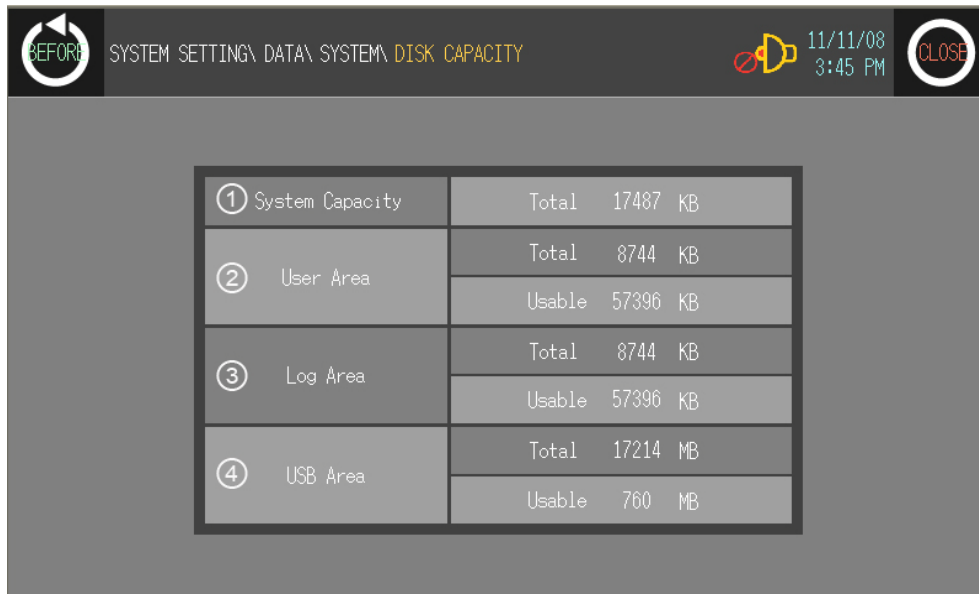 BEFORE
SYSTEM SETTING\ DATA\ SYSTEM\ DISK CAPACITY
11/11/08
3:45 PM
CLOSE
① System Capacity Total 17487 KB
② User Area
Total 8744 KB
Usable 57396 KB
③ Log Area
Total 8744 KB
Usable 57396 KB
④ USB Area
Total 17214 MB
Usable 760 MB